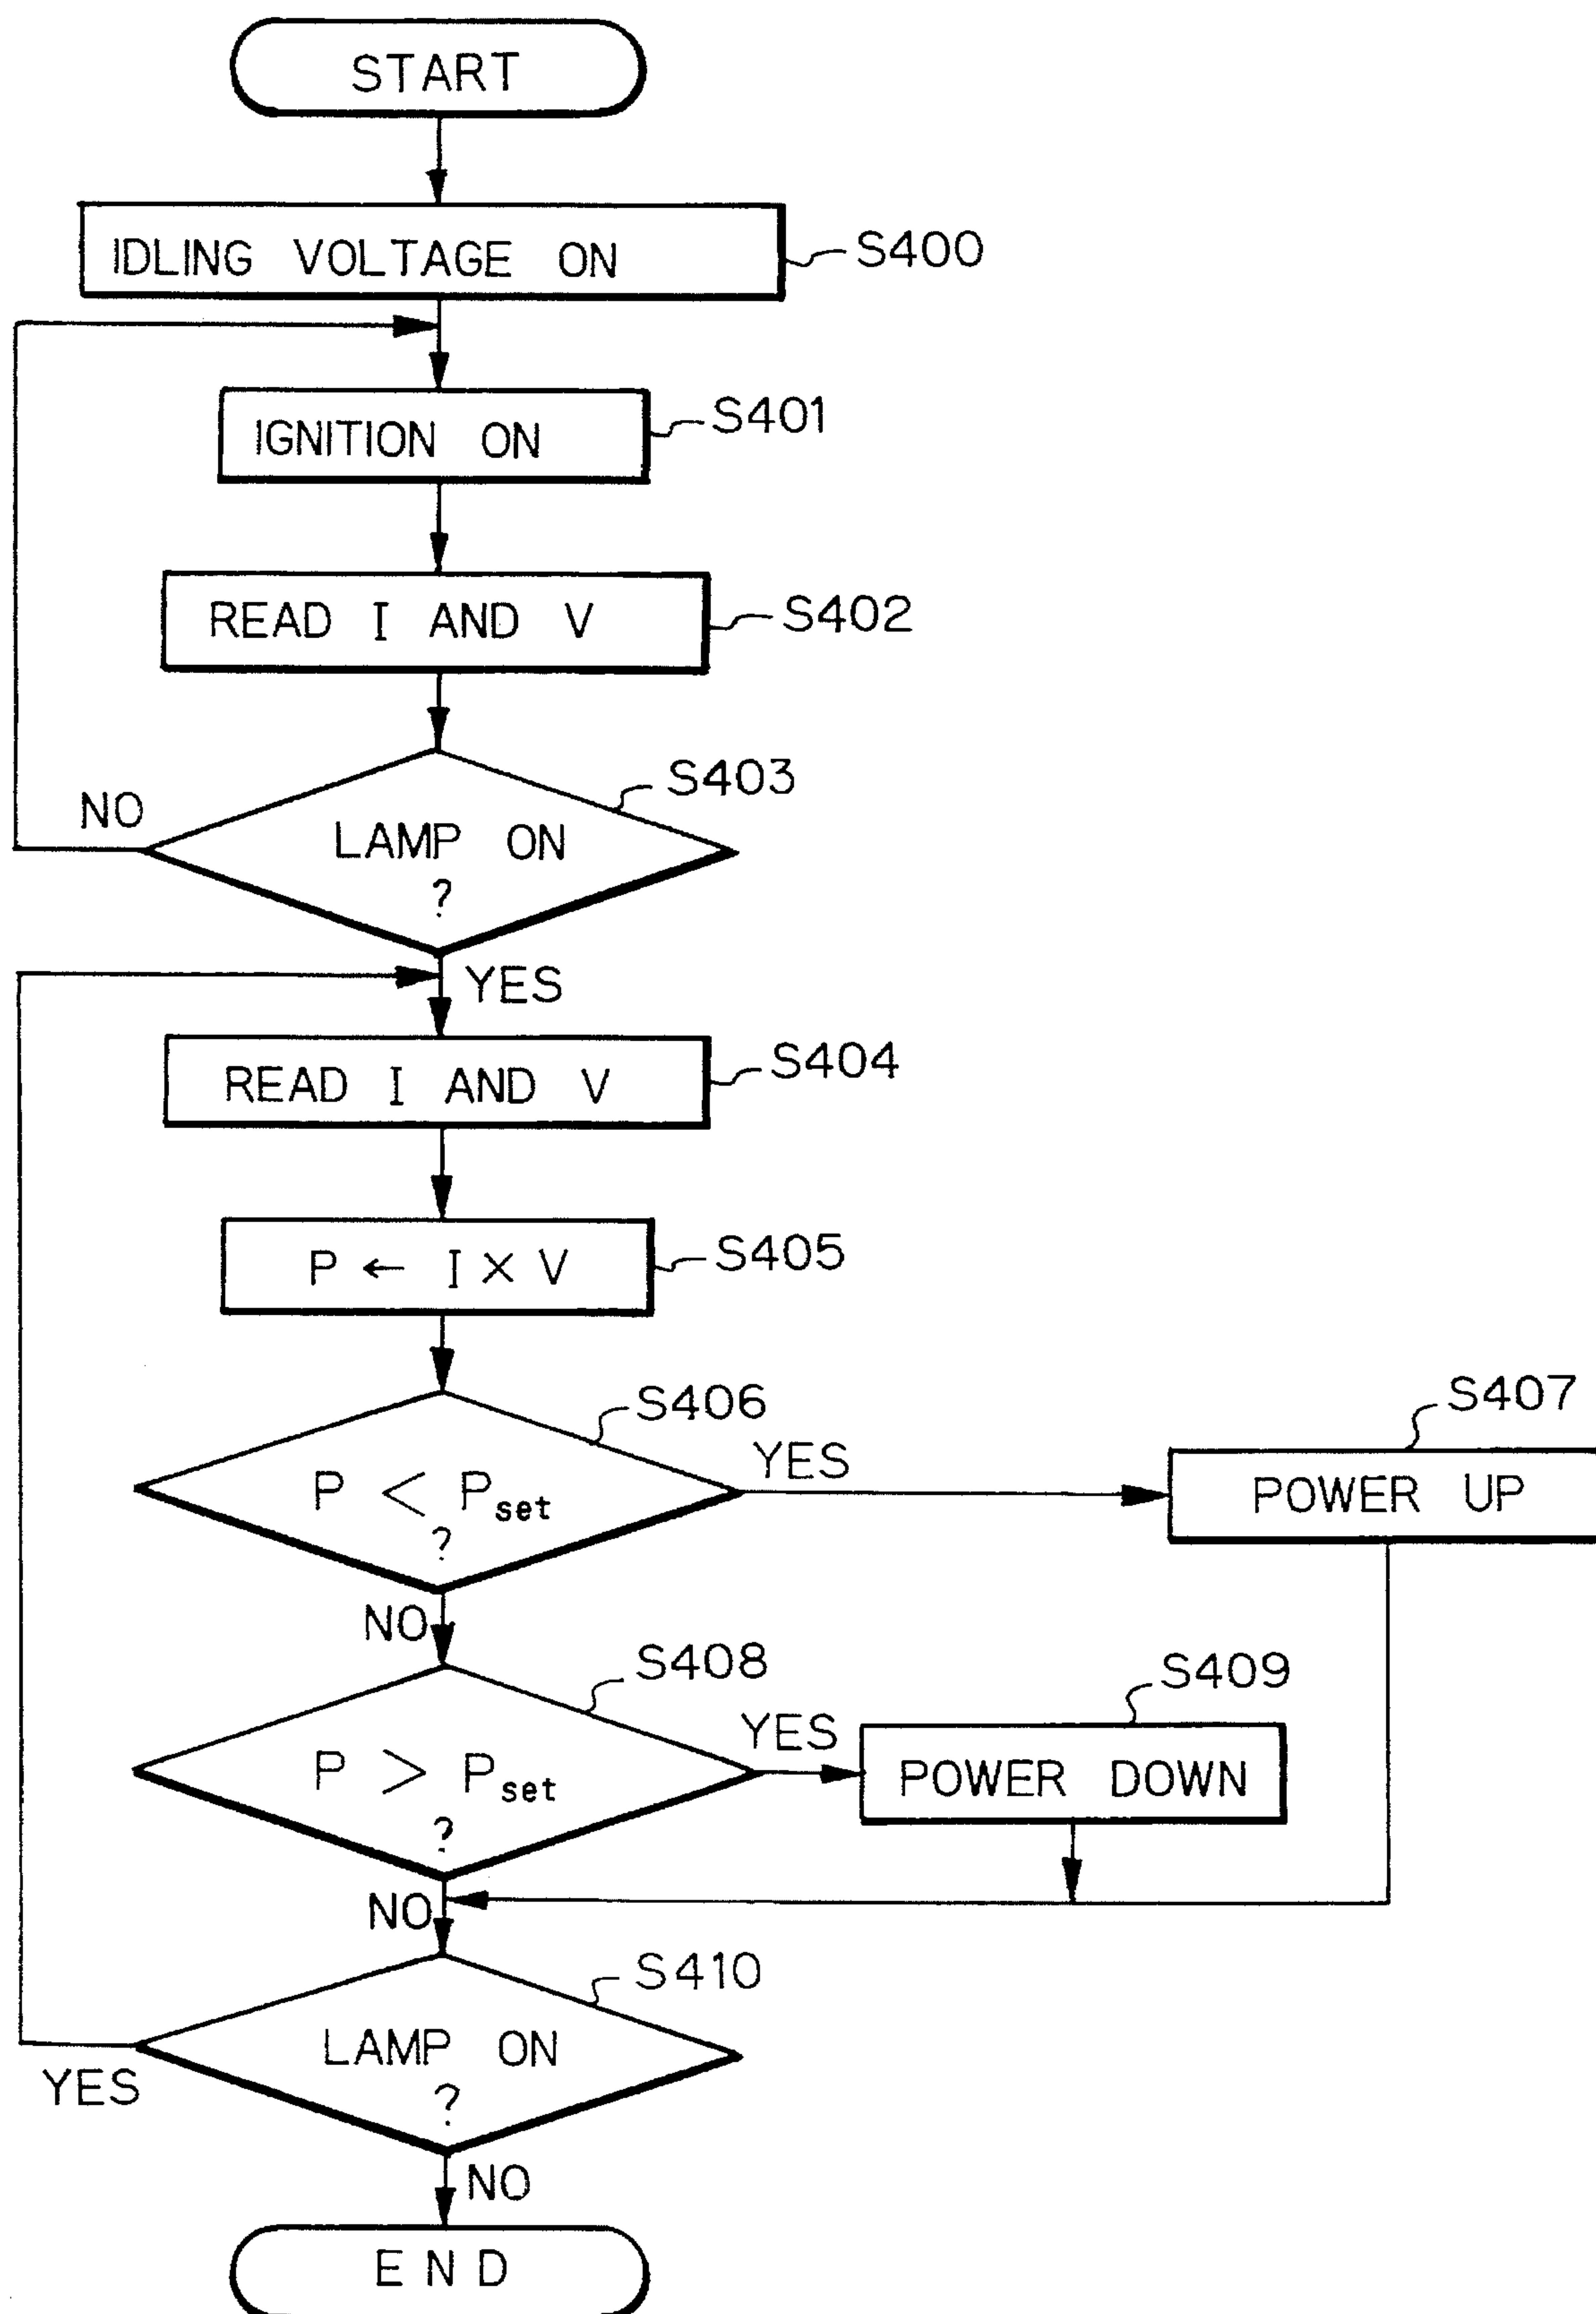 START
IDLING VOLTAGE ON
S400
IGNITION ON
S401
READ I AND V
S402
S403
NO
LAMP ON
?
YES
READ I AND V
S404
P ← I × V
S405
S406
P < Pset
?
YES
S407
POWER UP
NO
S408
P > Pset
?
YES
S409
POWER DOWN
NO
S410
LAMP ON
?
YES
NO
END